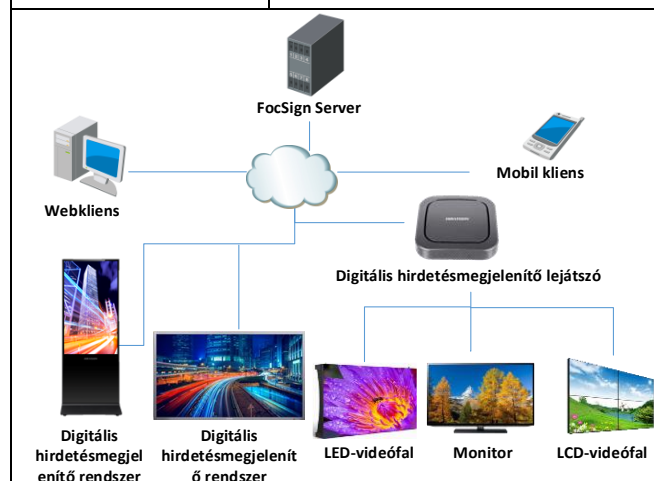 FocSign Server
Webkliens
Mobil kliens
HIKVISION
Digitális hirdetésmegjelenítő lejátszó
Digitális
hirdetésmegjel
enítő rendszer
Digitális
hirdetésmegjelenít
ő rendszer
LED-videófal
Monitor
LCD-videófal